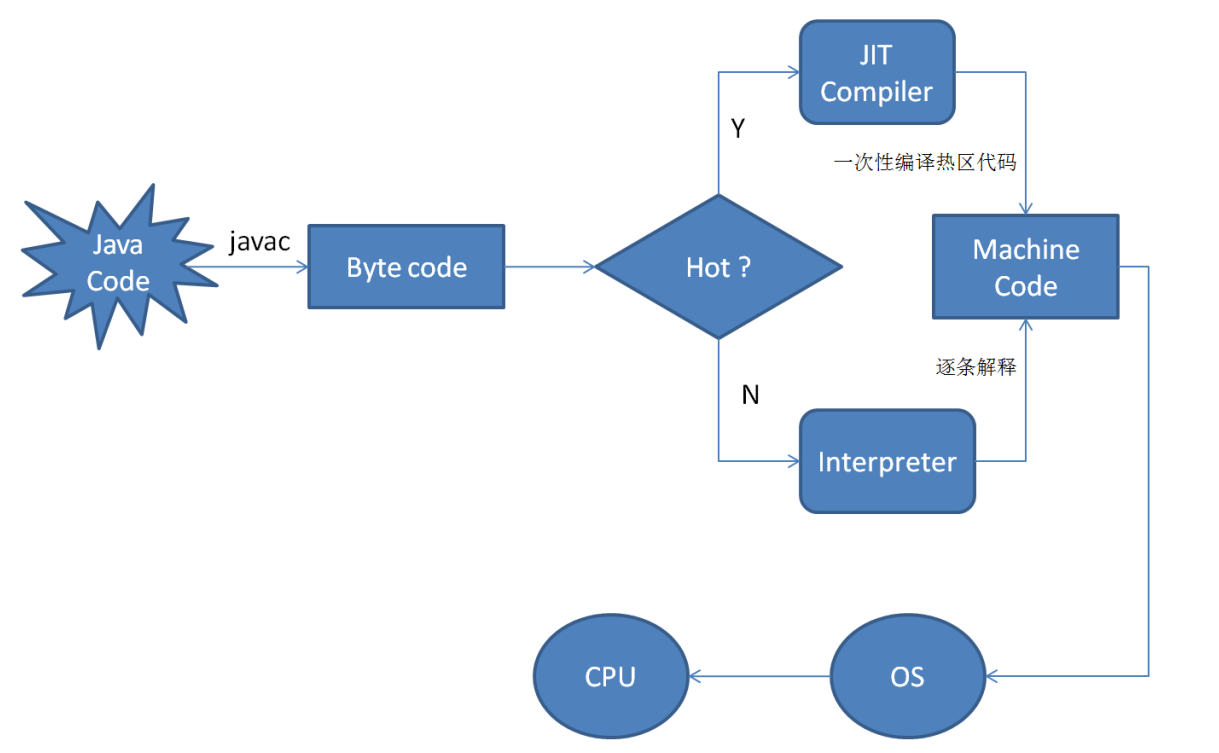 JIT
Compiler
Y
一次性编译热区代码
Java
Code
javac
Byte code
Hot ?
Machine
Code
逐条解释
N
Interpreter
CPU
OS